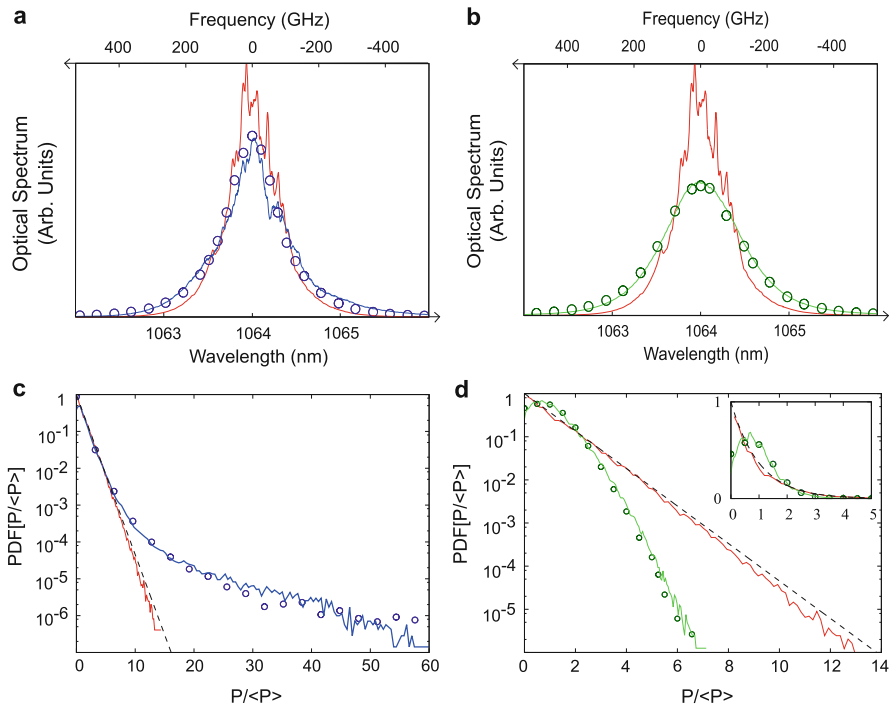 a
Frequency (GHz)
400 200 0 -200 -400
Optical Spectrum
(Arb. Units)
1063 1064 1065
Wavelength (nm)
b
Frequency (GHz)
400 200 0 -200 -400
Optical Spectrum
(Arb. Units)
1063 1064 1065
Wavelength (nm)
c
PDF[P/<P>]
1
10-1
10-2
10-3
10-4
10-5
10-6
0 10 20 30 40 50 60
P/<P>
d
PDF[P/<P>]
1
10-1
10-2
10-3
10-4
10-5
0 2 4 6 8 10 12 14
P/<P>
1
0
0 1 2 3 4 5